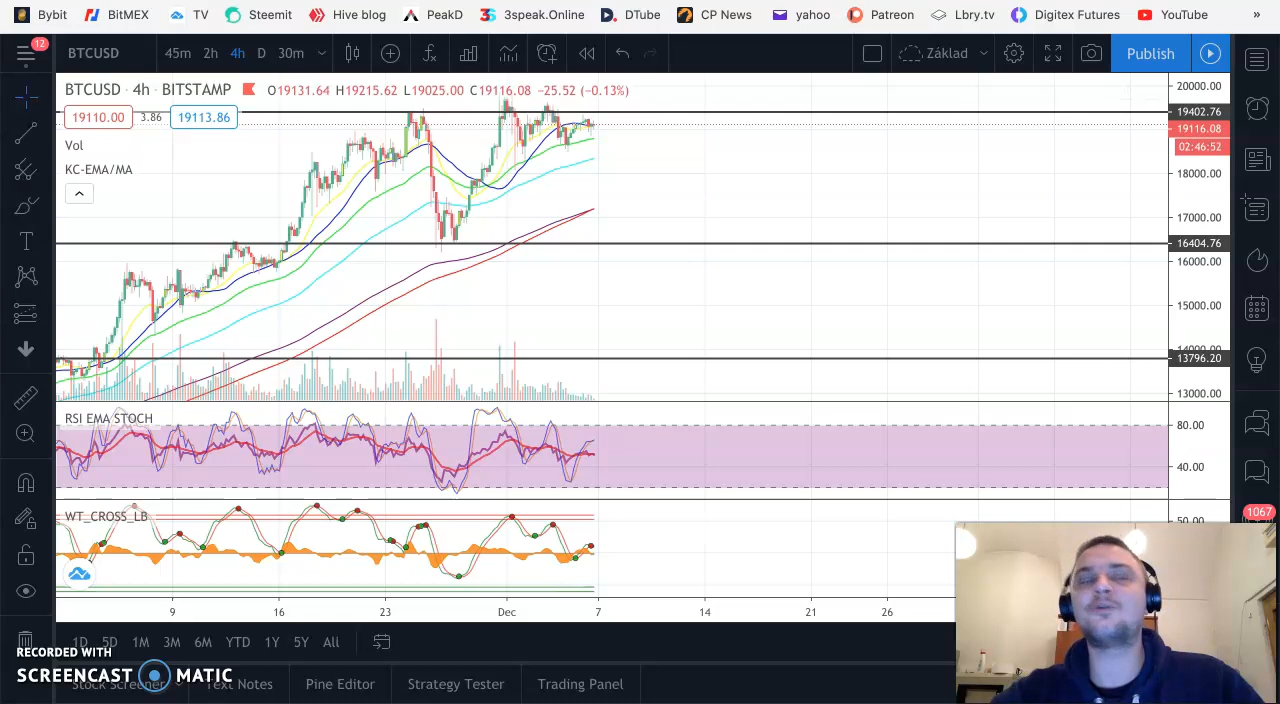 Bybit BitMEX TV Steemit Hive blog PeakD 3speak.Online DTube CP News yahoo Patreon Lbry.tv Digitex Futures YouTube »
12 BTCUSD 45m 2h 4h D 30m Základ Publish
BTCUSD · 4h · BITSTAMP O19131.64 H19215.62 L19025.00 C19116.08 −25.52 (−0.13%)
19110.00 3.86 19113.86
Vol
KC-EMA/MA
20000.00
19402.76
19116.08
02:46:52
18000.00
17000.00
16404.76
16000.00
15000.00
13796.20
13000.00
RSI EMA STOCH
80.00
40.00
WT_CROSS_LB
50.00
1067
9 16 23 Dec 7 14 21 26
1D 5D 1M 3M 6M YTD 1Y 5Y All
RECORDED WITH
SCREENCAST MATIC
Stock Screener Text Notes Pine Editor Strategy Tester Trading Panel